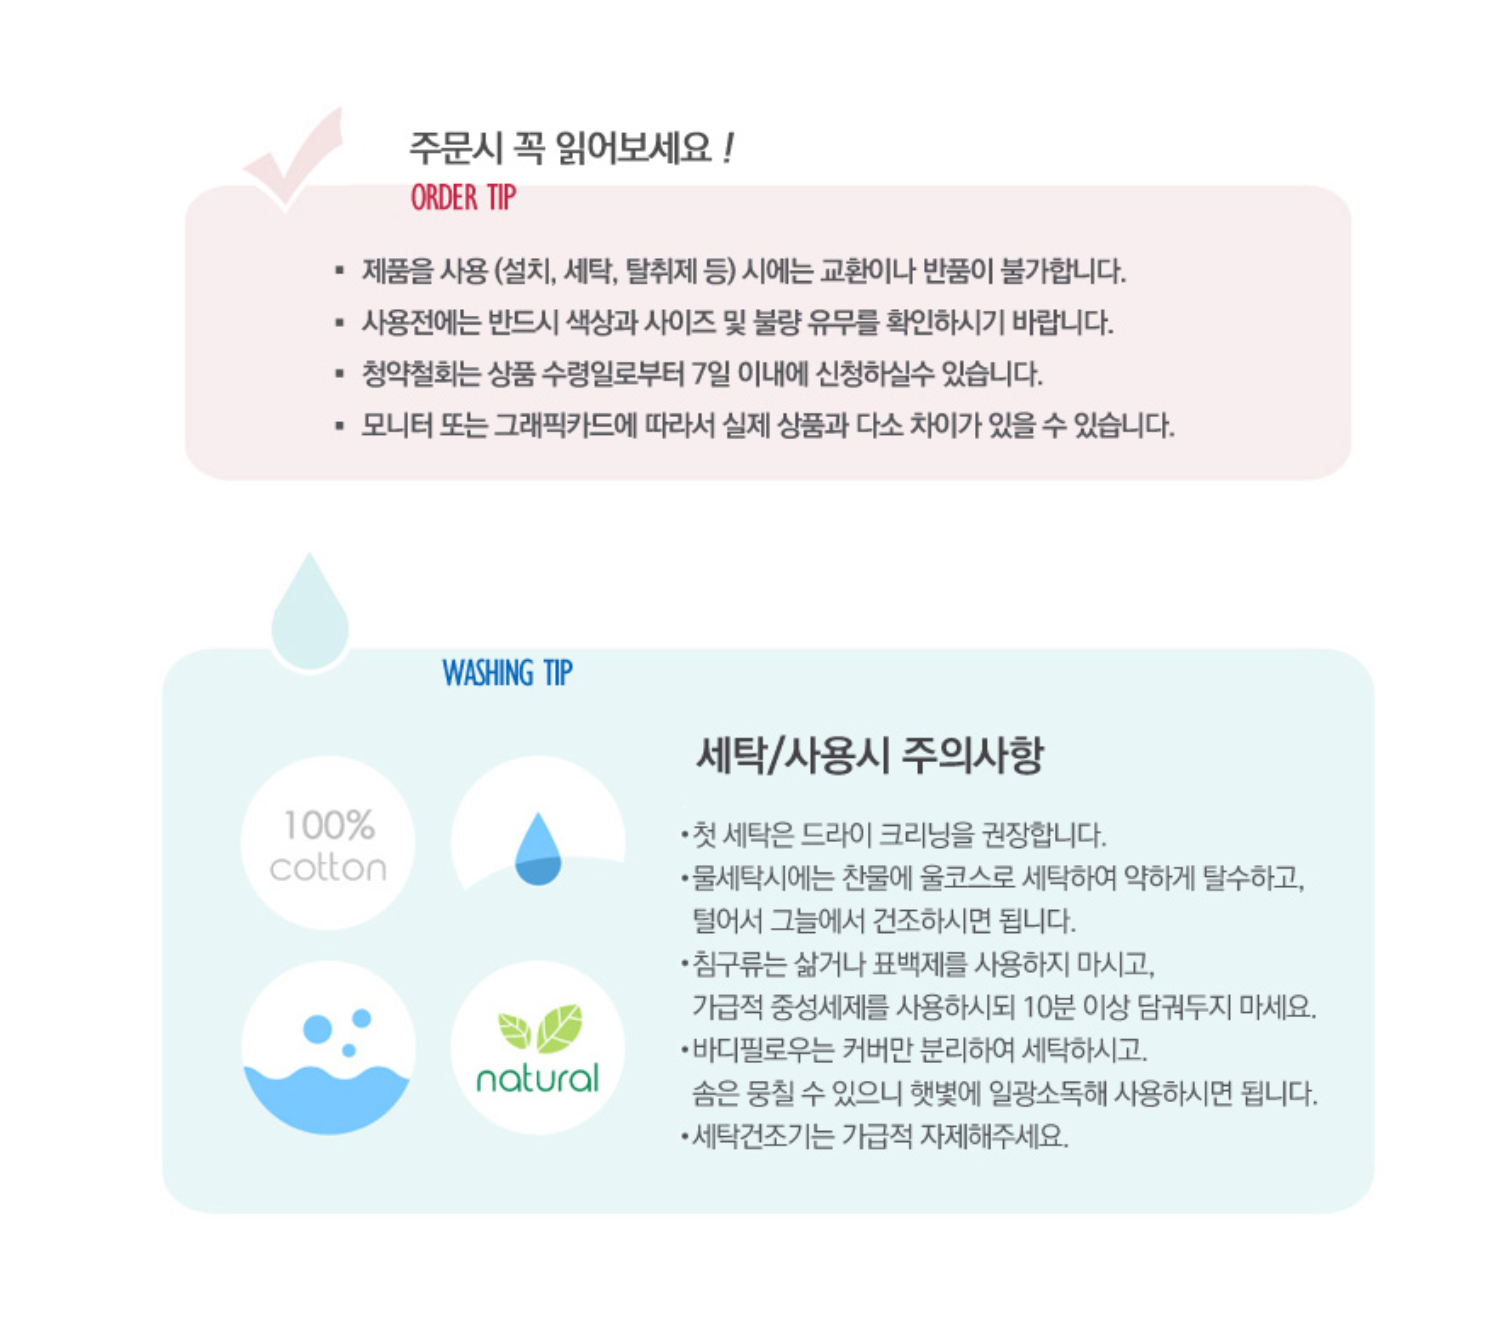 주문시 꼭 읽어보세요 !
ORDER TIP
▪ 제품을 사용 (설치, 세탁, 탈취제 등) 시에는 교환이나 반품이 불가합니다.
▪ 사용전에는 반드시 색상과 사이즈 및 불량 유무를 확인하시기 바랍니다.
▪ 청약철회는 상품 수령일로부터 7일 이내에 신청하실수 있습니다.
▪ 모니터 또는 그래픽카드에 따라서 실제 상품과 다소 차이가 있을 수 있습니다.
WASHING TIP
100%
cotton
natural
세탁/사용시 주의사항
•첫 세탁은 드라이 크리닝을 권장합니다.
•물세탁시에는 찬물에 울코스로 세탁하여 약하게 탈수하고,
털어서 그늘에서 건조하시면 됩니다.
•침구류는 삶거나 표백제를 사용하지 마시고,
가급적 중성세제를 사용하시되 10분 이상 담궈두지 마세요.
•바디필로우는 커버만 분리하여 세탁하시고.
솜은 뭉칠 수 있으니 햇볓에 일광소독해 사용하시면 됩니다.
•세탁건조기는 가급적 자제해주세요.